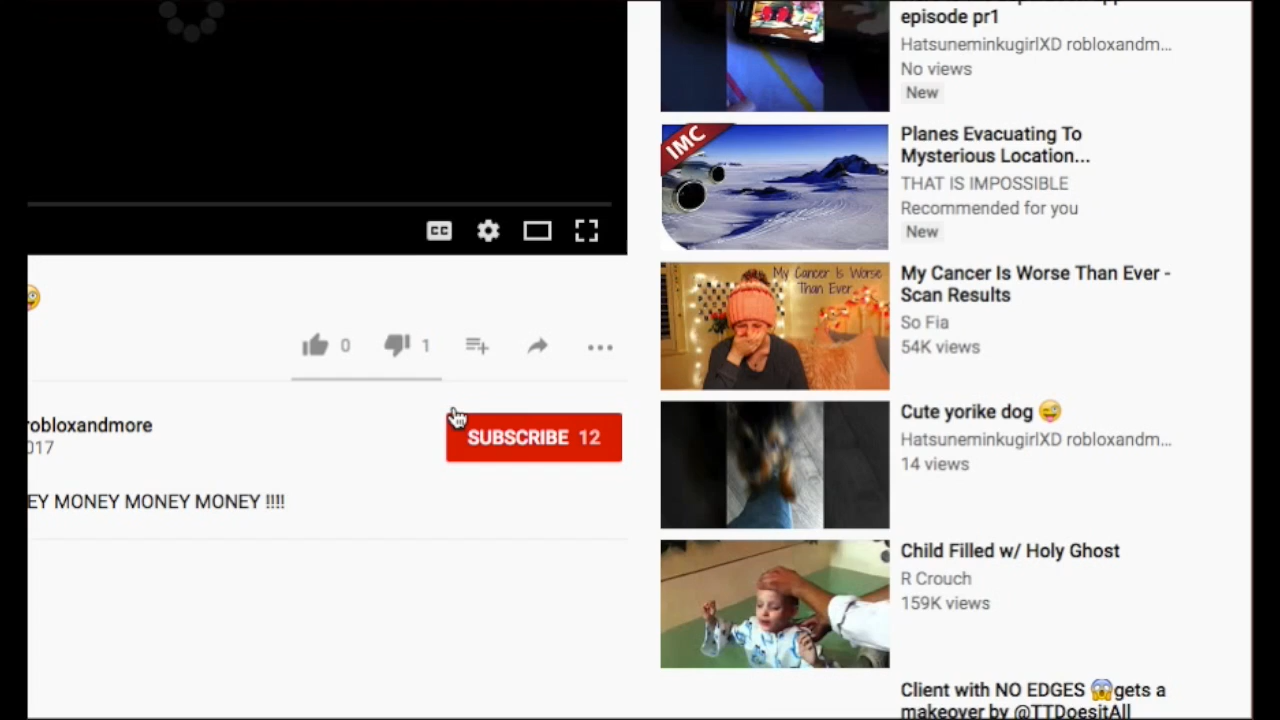 0
1
robloxandmore
017
SUBSCRIBE 12
EY MONEY MONEY MONEY !!!!
episode pr1
HatsuneminkugirlXD robloxandm...
No views
New
IMC
Planes Evacuating To
Mysterious Location...
THAT IS IMPOSSIBLE
Recommended for you
New
My Cancer Is Worse
Than Ever
My Cancer Is Worse Than Ever -
Scan Results
So Fia
54K views
Cute yorike dog 😜
HatsuneminkugirlXD robloxandm...
14 views
Child Filled w/ Holy Ghost
R Crouch
159K views
Client with NO EDGES 😱gets a
makeover by @TTDoesitAll